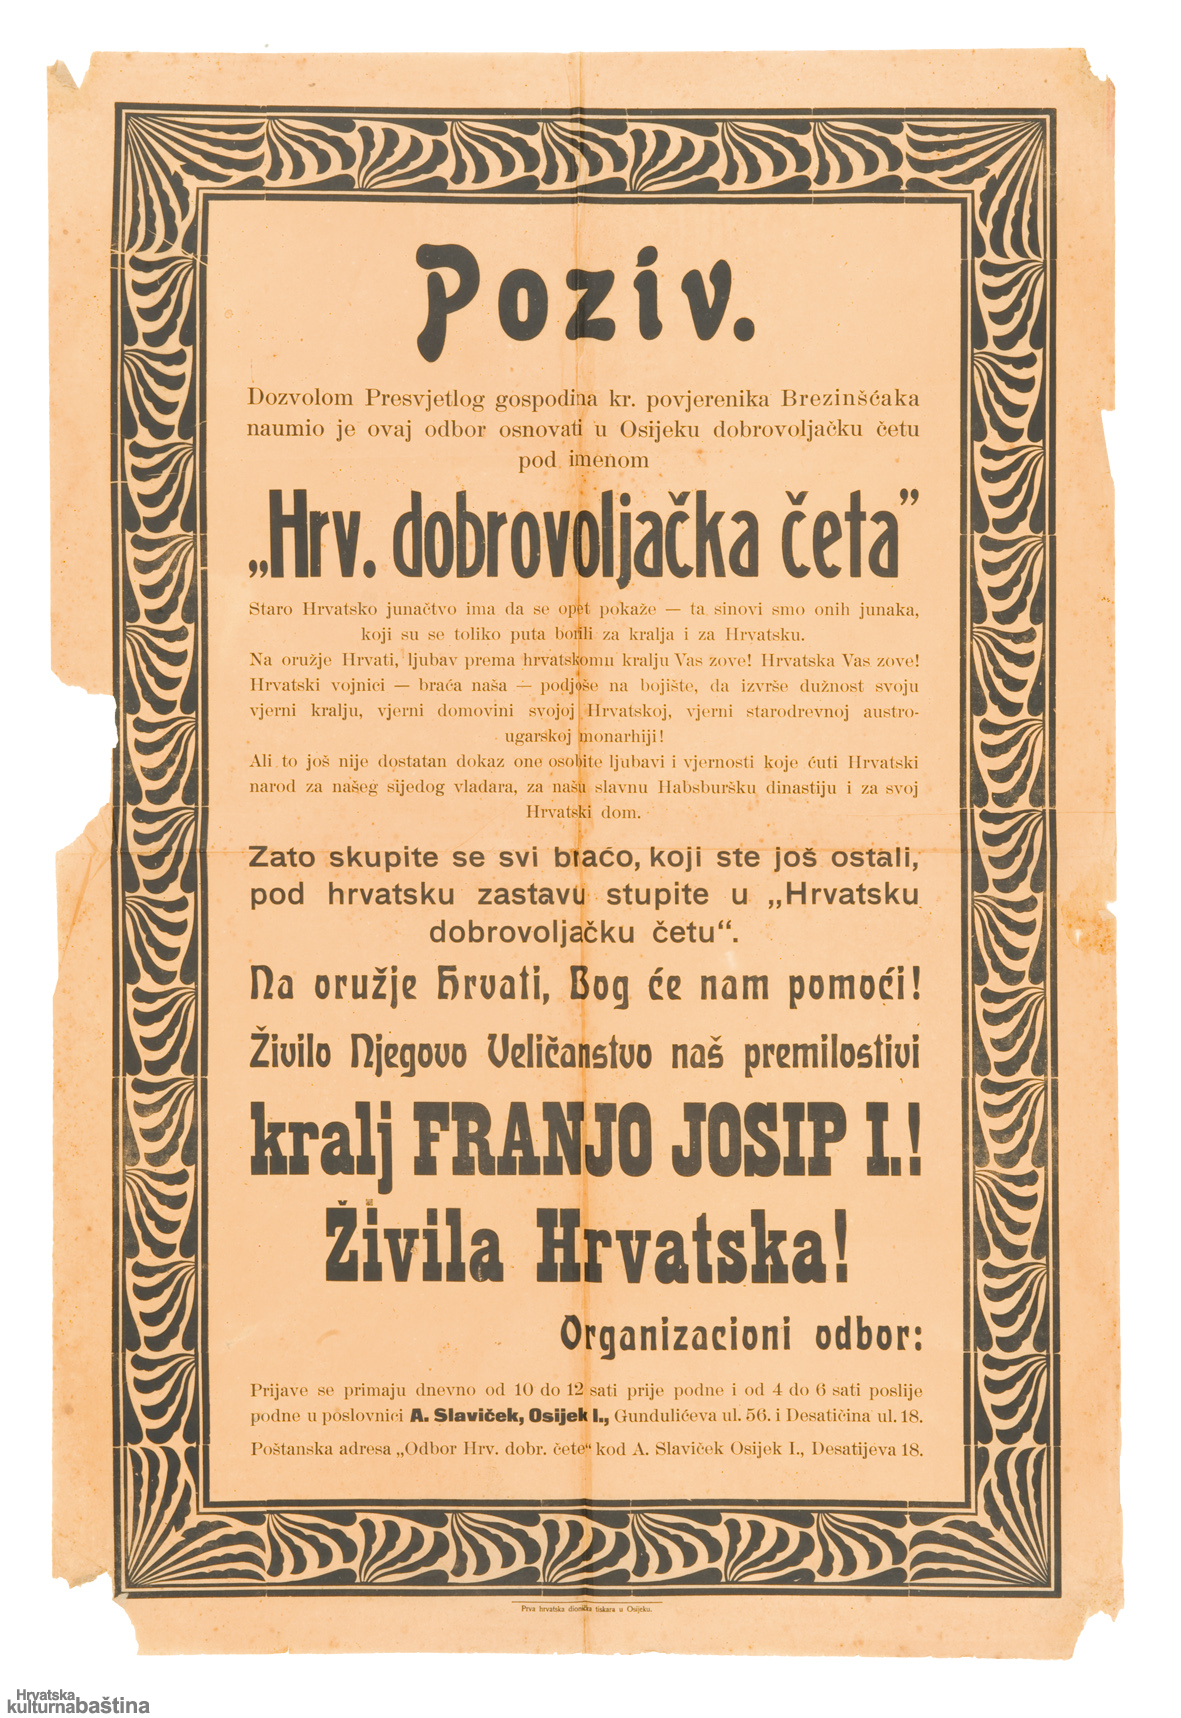 Poziv.
Dozvolom Presvjetlog gospodina kr. povjerenika Brezinšćaka
naumio je ovaj odbor osnovati u Osijeku dobrovoljačku četu
pod imenom
„Hrv. dobrovoljačka četa”
Staro Hrvatsko junačtvo ima da se opet pokaže — ta sinovi smo onih junaka,
koji su se toliko puta borili za kralja i za Hrvatsku.
Na oružje Hrvati, ljubav prema hrvatskomu kralju Vas zove! Hrvatska Vas zove!
Hrvatski vojnici — braća naša — podjoše na bojište, da izvrše dužnost svoju
vjerni kralju, vjerni domovini svojoj Hrvatskoj, vjerni starodrevnoj austro-
ugarskoj monarhiji!
Ali to još nije dostatan dokaz one osobite ljubavi i vjernosti koje ćuti Hrvatski
narod za našeg sijedog vladara, za našu slavnu Habsburšku dinastiju i za svoj
Hrvatski dom.
Zato skupite se svi braćo, koji ste još ostali,
pod hrvatsku zastavu stupite u „Hrvatsku
dobrovoljačku četu“.
Na oružje Hrvati, Bog će nam pomoći!
Živilo Njegovo Veličanstvo naš premilostivi
kralj FRANJO JOSIP I.!
Živila Hrvatska!
Organizacioni odbor:
Prijave se primaju dnevno od 10 do 12 sati prije podne i od 4 do 6 sati poslije
podne u poslovnici A. Slaviček, Osijek I., Gundulićeva ul. 56. i Desatičina ul. 18.
Poštanska adresa „Odbor Hrv. dobr. čete“ kod A. Slaviček Osijek I., Desatijeva 18.
Prva hrvatska dionička tiskara u Osijeku.
Hrvatska
kulturnabaština